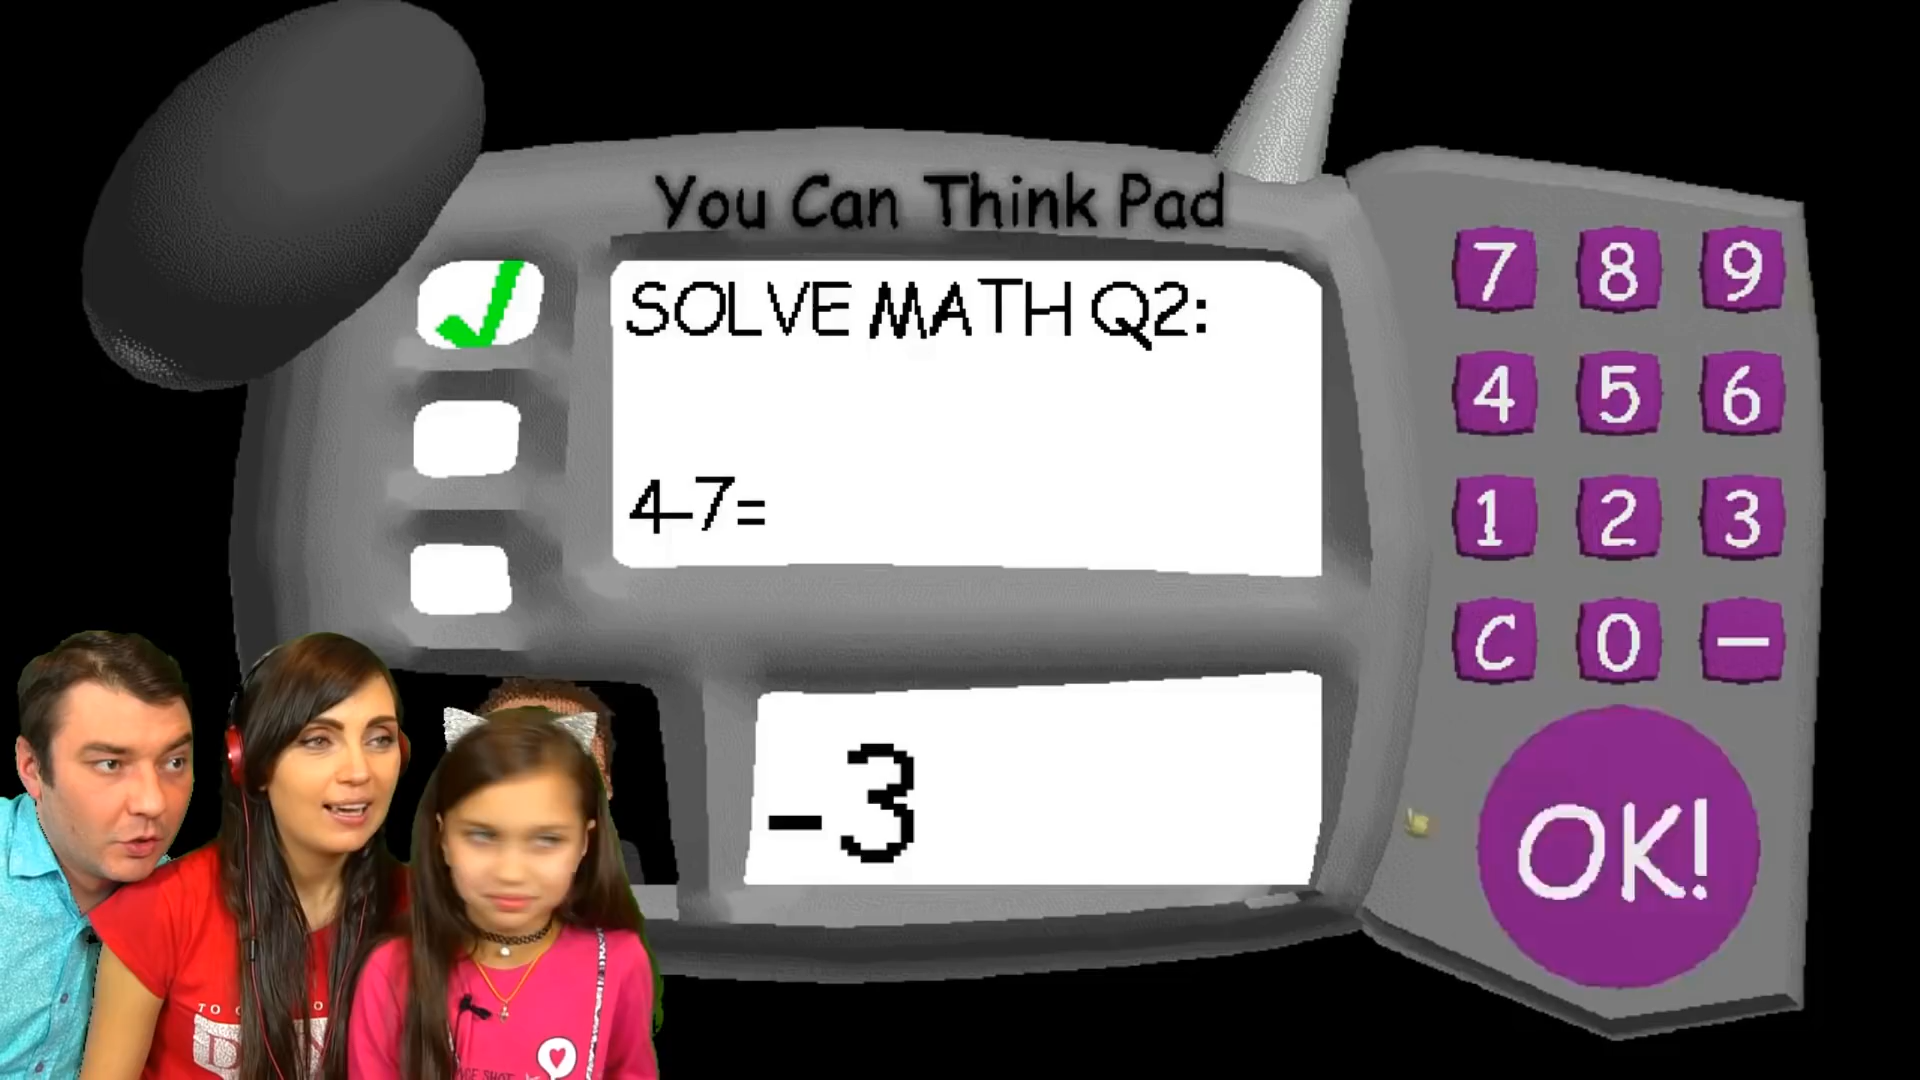 You Can Think Pad
SOLVE MATH Q2:
4-7=
-3
7 8 9
4 5 6
1 2 3
C 0 -
OK!
TO